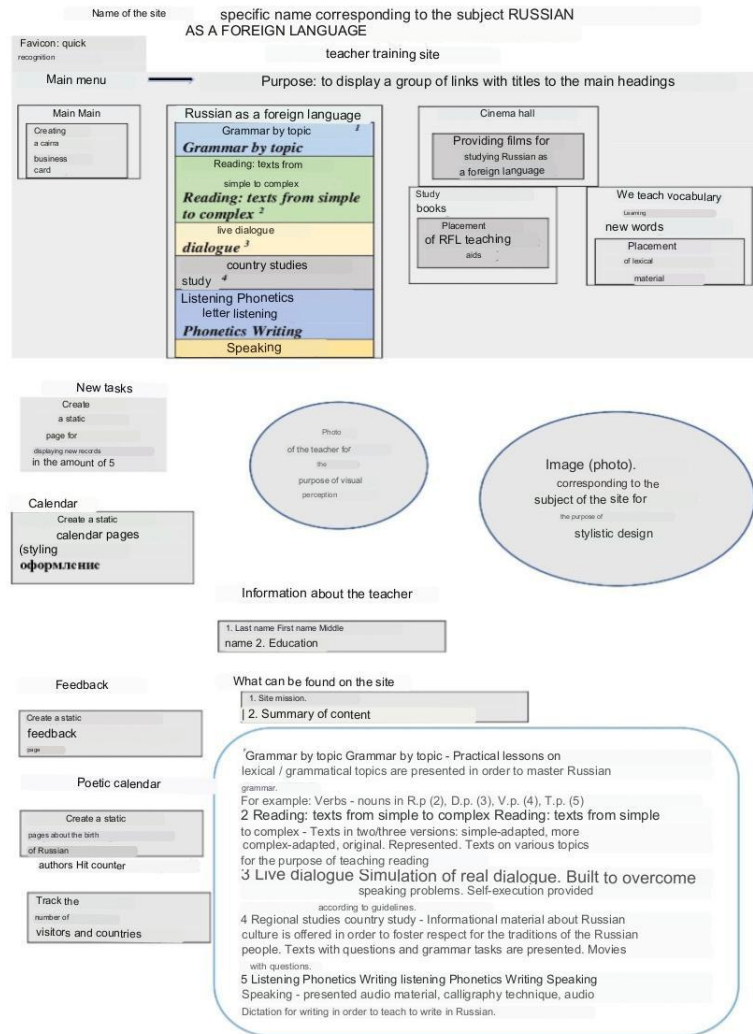 Name of the site
specific name corresponding to the subject RUSSIAN
AS A FOREIGN LANGUAGE
Favicon: quick
recognition
teacher training site
Main menu
Purpose: to display a group of links with titles to the main headings
Main Main
Creating
a cairra
business
card
Russian as a foreign language
Grammar by topic 1
Grammar by topic
Reading: texts from
simple to complex
Reading: texts from simple
to complex 2
live dialogue
dialogue 3
country studies
study 4
Listening Phonetics
letter listening
Phonetics Writing
Speaking
Cinema hall
Providing films for
studying Russian as
a foreign language
Study
books
Placement
of RFL teaching
aids
We teach vocabulary
Learning
new words
Placement
of lexical
material
New tasks
Create
a static
page for
displaying new records
in the amount of 5
Photo
of the teacher for
the
purpose of visual
perception
Image (photo).
corresponding to the
subject of the site for
the purpose of
stylistic design
Calendar
Create a static
calendar pages
(styling
оформление
Information about the teacher
1. Last name First name Middle
name 2. Education
Feedback
Create a static
feedback
page
What can be found on the site
1. Site mission.
| 2. Summary of content
Poetic calendar
Create a static
pages about the birth
of Russian
authors Hit counter
Track the
number of
visitors and countries
'Grammar by topic Grammar by topic - Practical lessons on
lexical / grammatical topics are presented in order to master Russian
grammar.
For example: Verbs - nouns in R.p (2), D.p. (3), V.p. (4), T.p. (5)
2 Reading: texts from simple to complex Reading: texts from simple
to complex - Texts in two/three versions: simple-adapted, more
complex-adapted, original. Represented. Texts on various topics
for the purpose of teaching reading
3 Live dialogue Simulation of real dialogue. Built to overcome
speaking problems. Self-execution provided
according to guidelines.
4 Regional studies country study - Informational material about Russian
culture is offered in order to foster respect for the traditions of the Russian
people. Texts with questions and grammar tasks are presented. Movies
with questions.
5 Listening Phonetics Writing listening Phonetics Writing Speaking
Speaking - presented audio material, calligraphy technique, audio
Dictation for writing in order to teach to write in Russian.